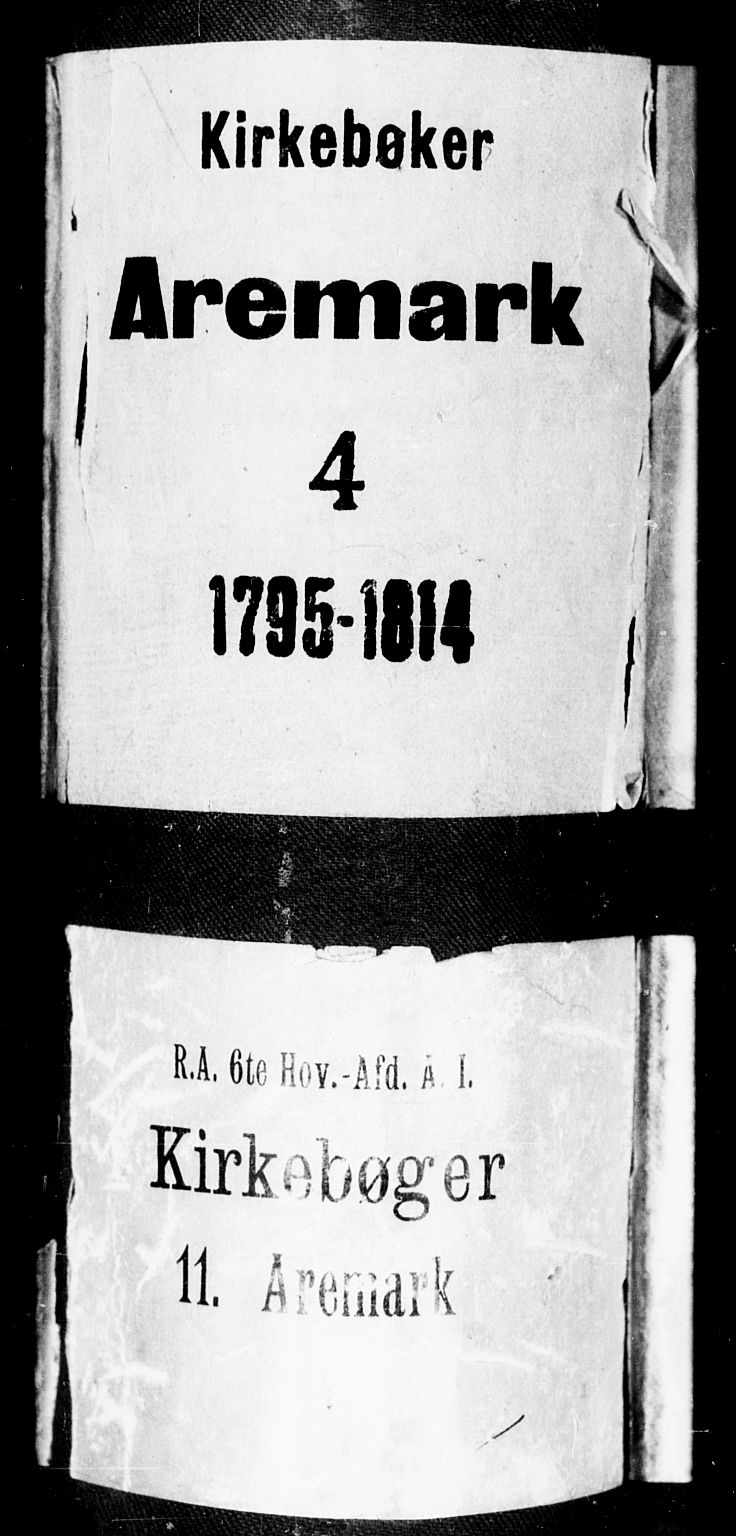 Kirkebøker
Aremark
4
1795-1814
R.A. 6te Hov.-Afd. A. I.
Kirkebøger
11. Aremark